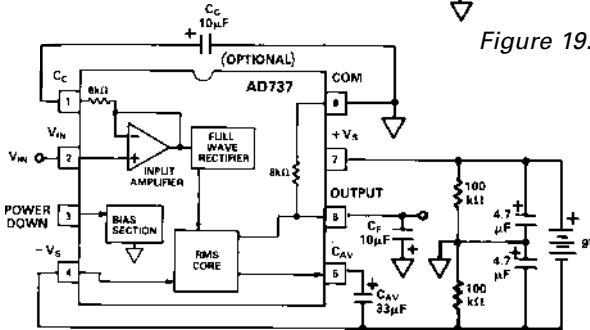 Figure 19.
CC
10μF
(OPTIONAL)
AD737
CC
1
8kΩ
COM
8
VIN
VIN
2
INPUT
AMPLIFIER
FULL
WAVE
RECTIFIER
+VS
7
8kΩ
100
kΩ
4.7
μF
OUTPUT
6
CF
10μF
POWER
DOWN
3
BIAS
SECTION
RMS
CORE
-VS
4
CAV
5
CAV
33μF
100
kΩ
4.7
μF